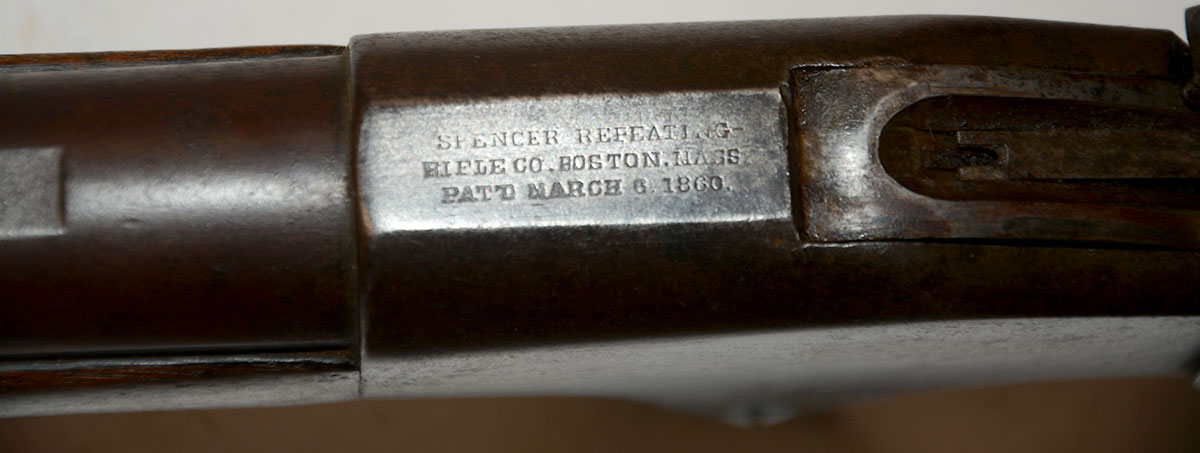 SPENCER REPEATING-
RIFLE CO. BOSTON. MASS.
PAT'D MARCH 6. 1860.